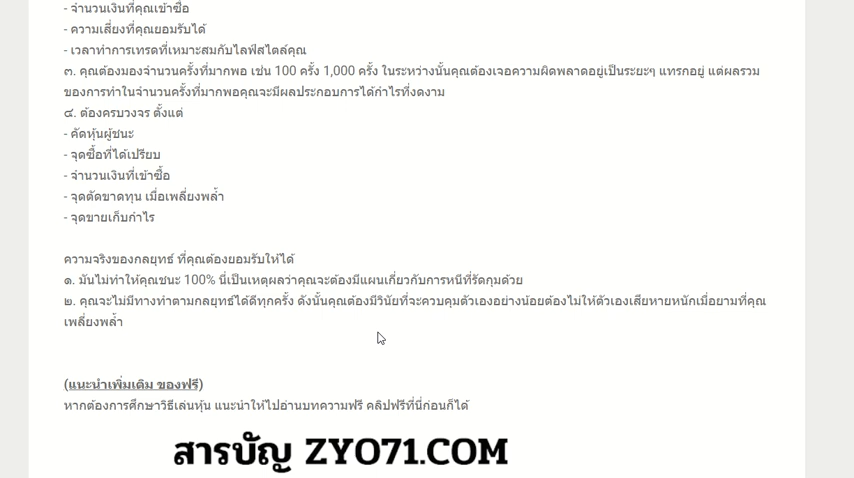 - จำนวนเงินที่คุณเข้าซื้อ
- ความเสี่ยงที่คุณยอมรับได้
- เวลาทำการเทรดที่เหมาะสมกับไลฟ์สไตล์คุณ
๓. คุณต้องมองจำนวนครั้งที่มากพอ เช่น 100 ครั้ง 1,000 ครั้ง ในระหว่างนั้นคุณต้องเจอความผิดพลาดอยู่เป็นระยะๆ แทรกอยู่ แต่ผลรวม
ของการทำในจำนวนครั้งที่มากพอคุณจะมีผลประกอบการได้กำไรที่งดงาม
๔. ต้องครบวงจร ตั้งแต่
- คัดหุ้นผู้ชนะ
- จุดซื้อที่ได้เปรียบ
- จำนวนเงินที่เข้าซื้อ
- จุดตัดขาดทุน เมื่อเพลี่ยงพล้ำ
- จุดขายเก็บกำไร
ความจริงของกลยุทธ์ ที่คุณต้องยอมรับให้ได้
๑. มันไม่ทำให้คุณชนะ 100% นี่เป็นเหตุผลว่าคุณจะต้องมีแผนเกี่ยวกับการหนีที่รัดกุมด้วย
๒. คุณจะไม่มีทางทำตามกลยุทธ์ได้ดีทุกครั้ง ดังนั้นคุณต้องมีวินัยที่จะควบคุมตัวเองอย่างน้อยต้องไม่ให้ตัวเองเสียหายหนักเมื่อยามที่คุณ
เพลี่ยงพล้ำ
(แนะนำเพิ่มเติม ของฟรี)
หากต้องการศึกษาวิธีเล่นหุ้น แนะนำให้ไปอ่านบทความฟรี คลิปฟรีที่นี่ก่อนก็ได้
สารบัญ ZYO71.COM